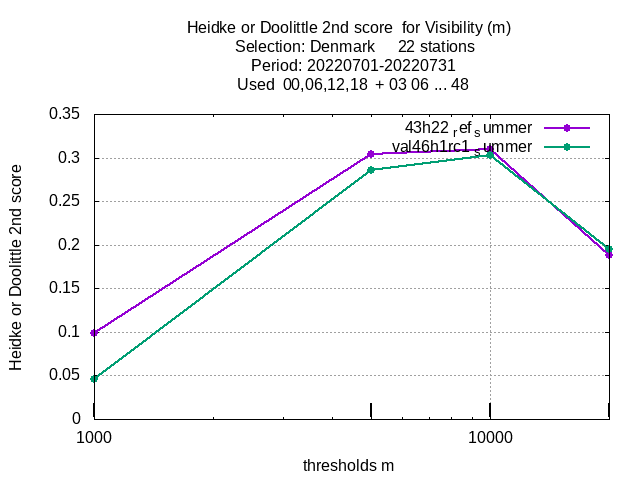 Heidke or Doolittle 2nd score  for Visibility (m)
Selection: Denmark     22 stations
Period: 20220701-20220731
Used  00,06,12,18  + 03 06 ... 48
0.35
0.3
0.25
0.2
0.15
0.1
0.05
0
Heidke or Doolittle 2nd score
43h22_ref_summer
val46h1rc1_summer
1000
10000
thresholds m